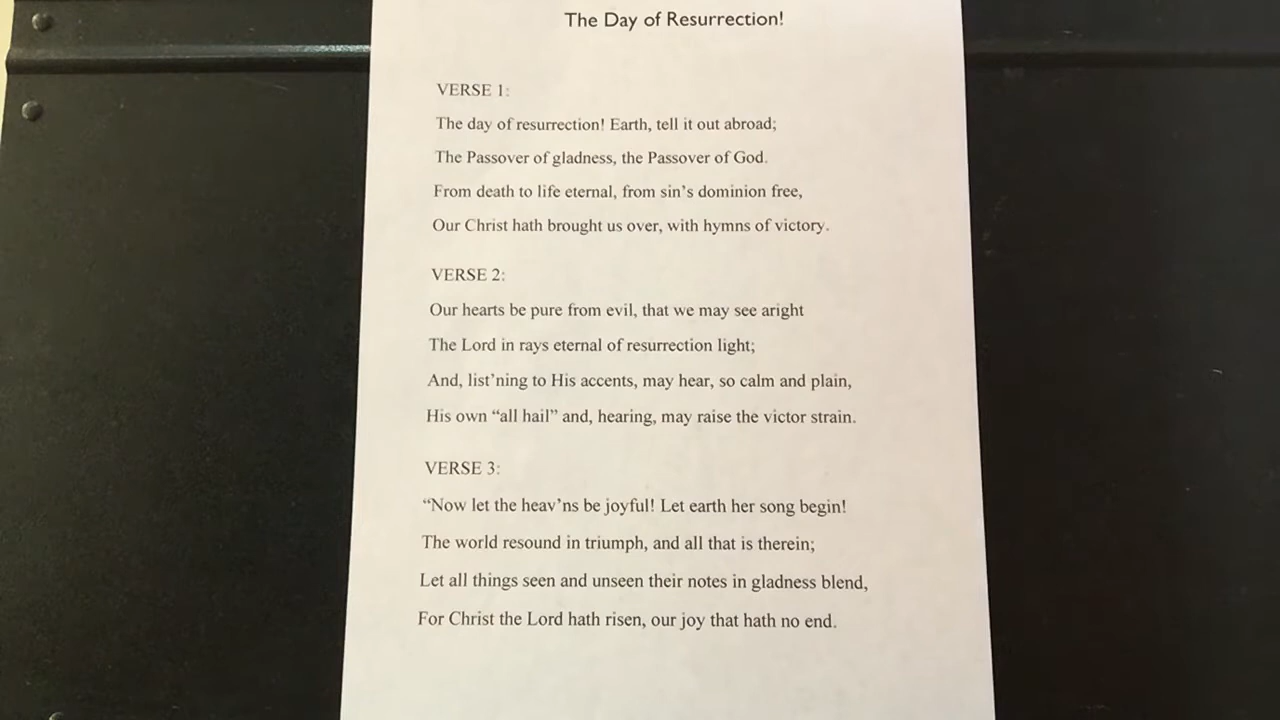 The Day of Resurrection!
VERSE 1:
The day of resurrection! Earth, tell it out abroad;
The Passover of gladness, the Passover of God.
From death to life eternal, from sin’s dominion free,
Our Christ hath brought us over, with hymns of victory.
VERSE 2:
Our hearts be pure from evil, that we may see aright
The Lord in rays eternal of resurrection light;
And, list’ning to His accents, may hear, so calm and plain,
His own “all hail” and, hearing, may raise the victor strain.
VERSE 3:
“Now let the heav’ns be joyful! Let earth her song begin!
The world resound in triumph, and all that is therein;
Let all things seen and unseen their notes in gladness blend,
For Christ the Lord hath risen, our joy that hath no end.